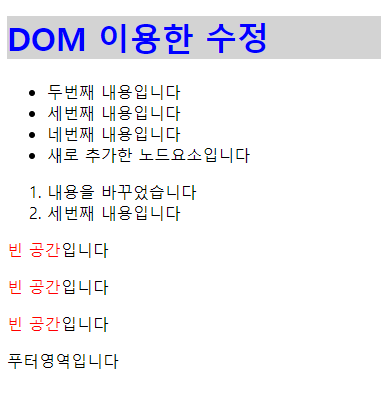 DOM 이용한 수정
• 두번째 내용입니다
• 세번째 내용입니다
• 네번째 내용입니다
• 새로 추가한 노드요소입니다
1. 내용을 바꾸었습니다
2. 세번째 내용입니다
빈 공간입니다
빈 공간입니다
빈 공간입니다
푸터영역입니다